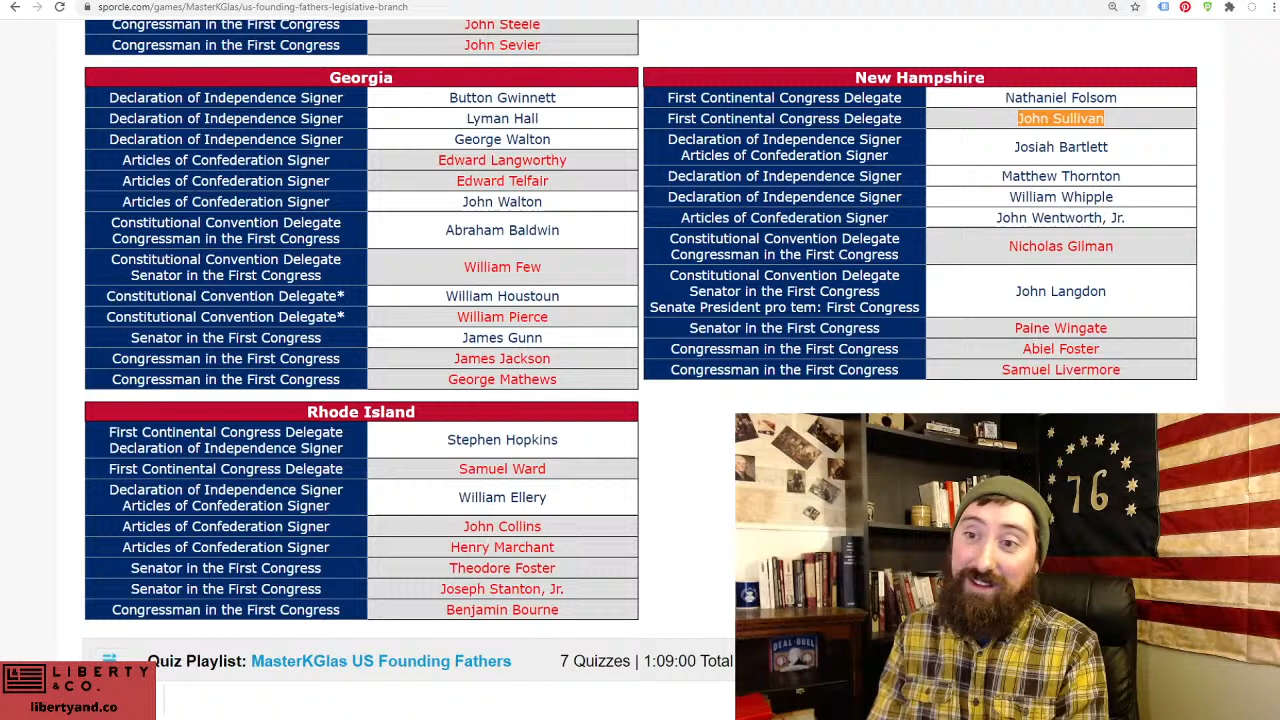 sporcle.com/games/MasterKGlas/us-founding-fathers-legislative-branch
Congressman in the First Congress John Steele
Congressman in the First Congress John Sevier
Georgia
Declaration of Independence Signer Button Gwinnett
Declaration of Independence Signer Lyman Hall
Declaration of Independence Signer George Walton
Articles of Confederation Signer Edward Langworthy
Articles of Confederation Signer Edward Telfair
Articles of Confederation Signer John Walton
Constitutional Convention Delegate
Congressman in the First Congress Abraham Baldwin
Constitutional Convention Delegate
Senator in the First Congress William Few
Constitutional Convention Delegate* William Houstoun
Constitutional Convention Delegate* William Pierce
Senator in the First Congress James Gunn
Congressman in the First Congress James Jackson
Congressman in the First Congress George Mathews
New Hampshire
First Continental Congress Delegate Nathaniel Folsom
First Continental Congress Delegate John Sullivan
Declaration of Independence Signer
Articles of Confederation Signer Josiah Bartlett
Declaration of Independence Signer Matthew Thornton
Declaration of Independence Signer William Whipple
Articles of Confederation Signer John Wentworth, Jr.
Constitutional Convention Delegate
Congressman in the First Congress Nicholas Gilman
Constitutional Convention Delegate
Senator in the First Congress John Langdon
Senate President pro tem: First Congress
Senator in the First Congress Paine Wingate
Congressman in the First Congress Abiel Foster
Congressman in the First Congress Samuel Livermore
Rhode Island
First Continental Congress Delegate
Declaration of Independence Signer Stephen Hopkins
First Continental Congress Delegate Samuel Ward
Declaration of Independence Signer
Articles of Confederation Signer William Ellery
Articles of Confederation Signer John Collins
Articles of Confederation Signer Henry Marchant
Senator in the First Congress Theodore Foster
Senator in the First Congress Joseph Stanton, Jr.
Congressman in the First Congress Benjamin Bourne
Quiz Playlist: MasterKGlas US Founding Fathers 7 Quizzes | 1:09:00 Total
LIBERTY
& CO.
libertyand.co
76
DEAL-DUEL